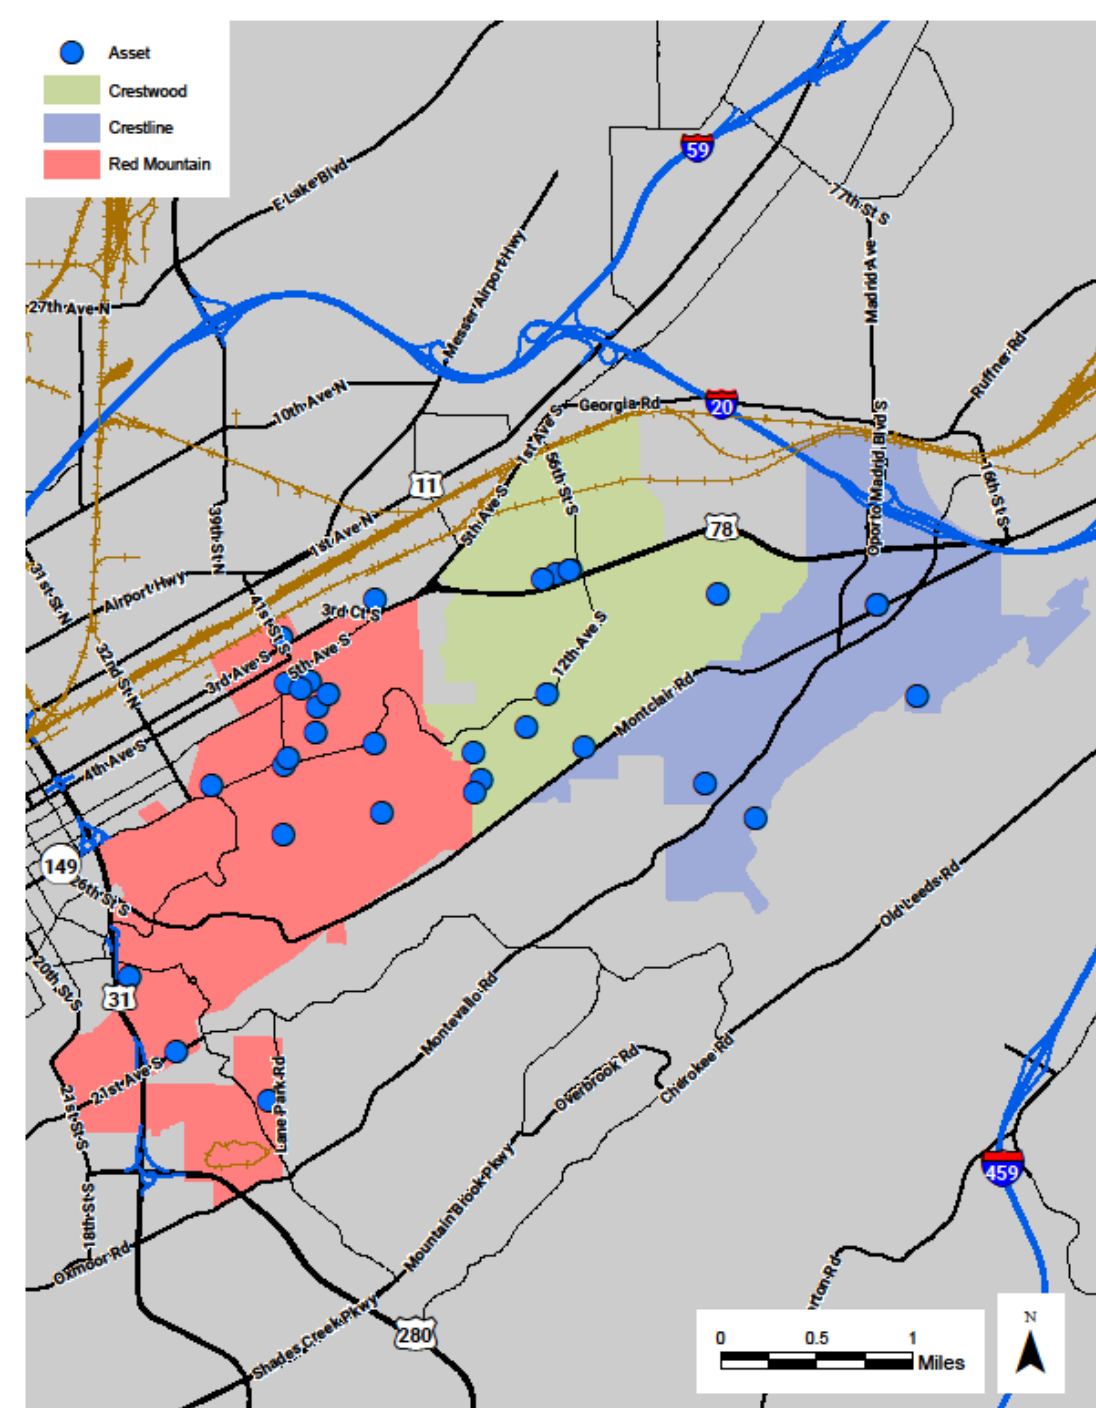 Asset
Crestwood
Crestline
Red Mountain
59
E Lake Blvd
77th St S
Madrid Ave
Messer Airport Hwy
27th Ave N
Ruffner Rd
10th Ave N
Georgia Rd
20
1st Ave S
56th St S
Oporto Madrid Blvd S
16th St S
11
5th Ave S
78
39th St N
1st Ave N
31st St N
Airport Hwy
41st St S
3rd Ct S
5th Ave S
12th Ave S
32nd St N
3rd Ave S
Montclair Rd
4th Ave S
149
26th St S
Old Leeds Rd
20th St S
31
Montevallo Rd
21st Ave S
Overbrook Rd
Cherokee Rd
21st St S
Lane Park Rd
459
Mountain Brook Pkwy
18th St S
Oxmoor Rd
rton Rd
280
Shades Creek Pkwy
0 0.5 1
Miles
N